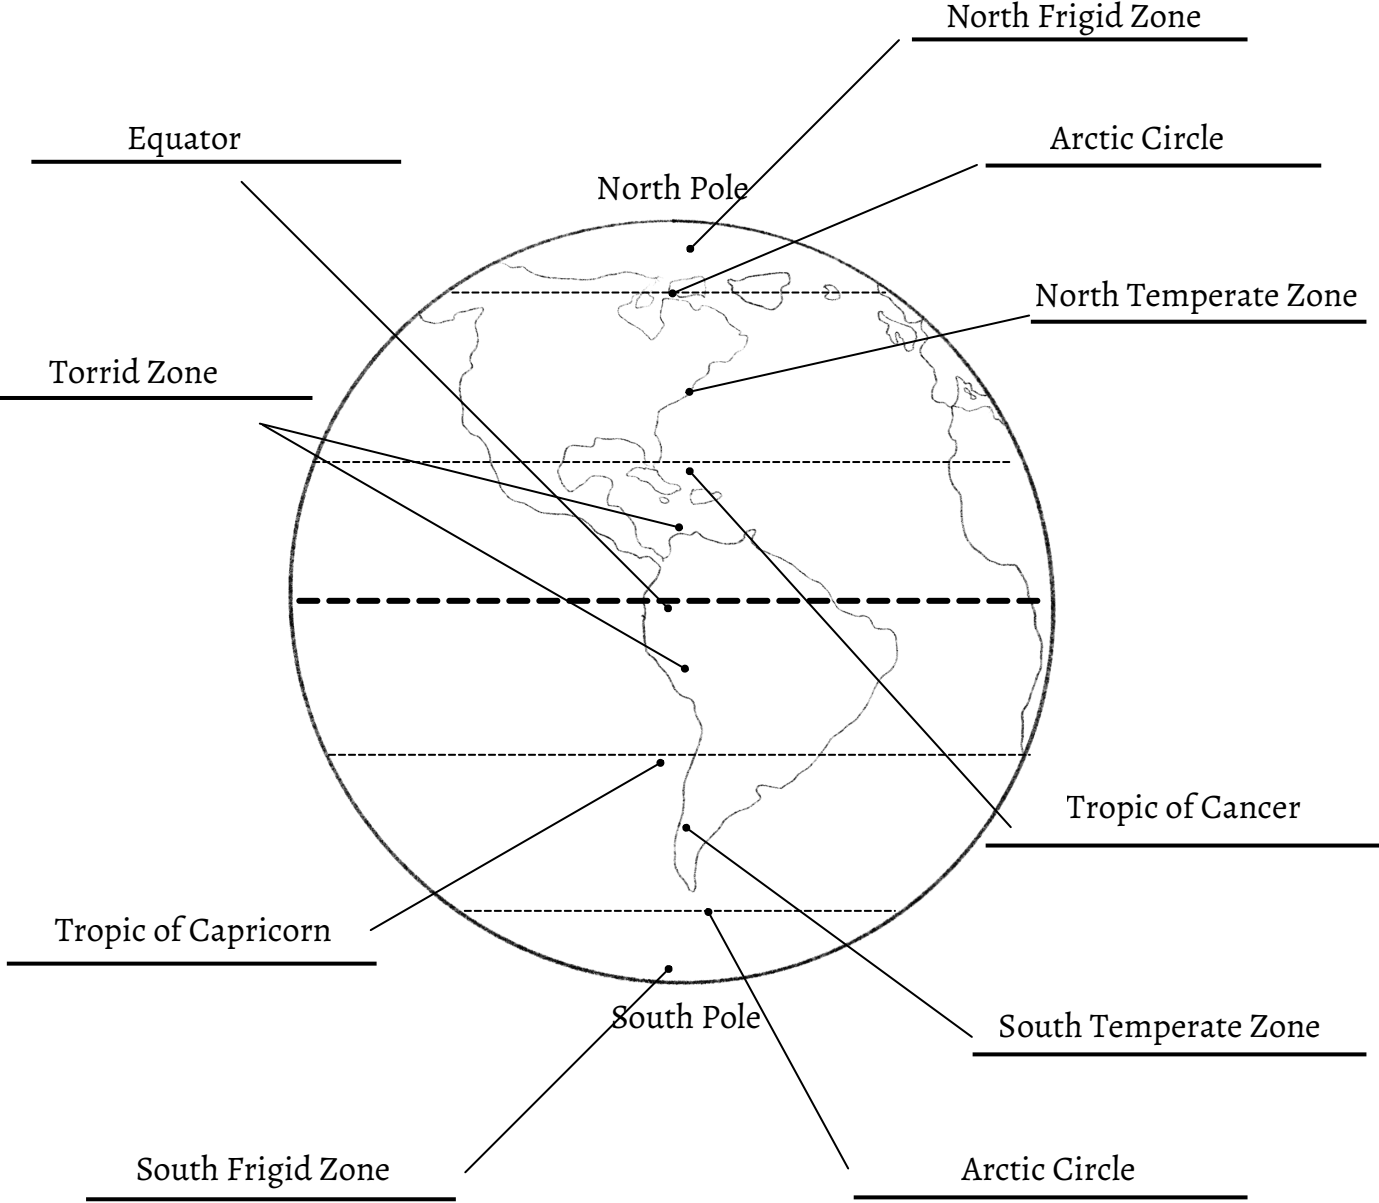 North Frigid Zone
Equator
Arctic Circle
North Pole
North Temperate Zone
Torrid Zone
Tropic of Cancer
Tropic of Capricorn
South Pole
South Temperate Zone
South Frigid Zone
Arctic Circle